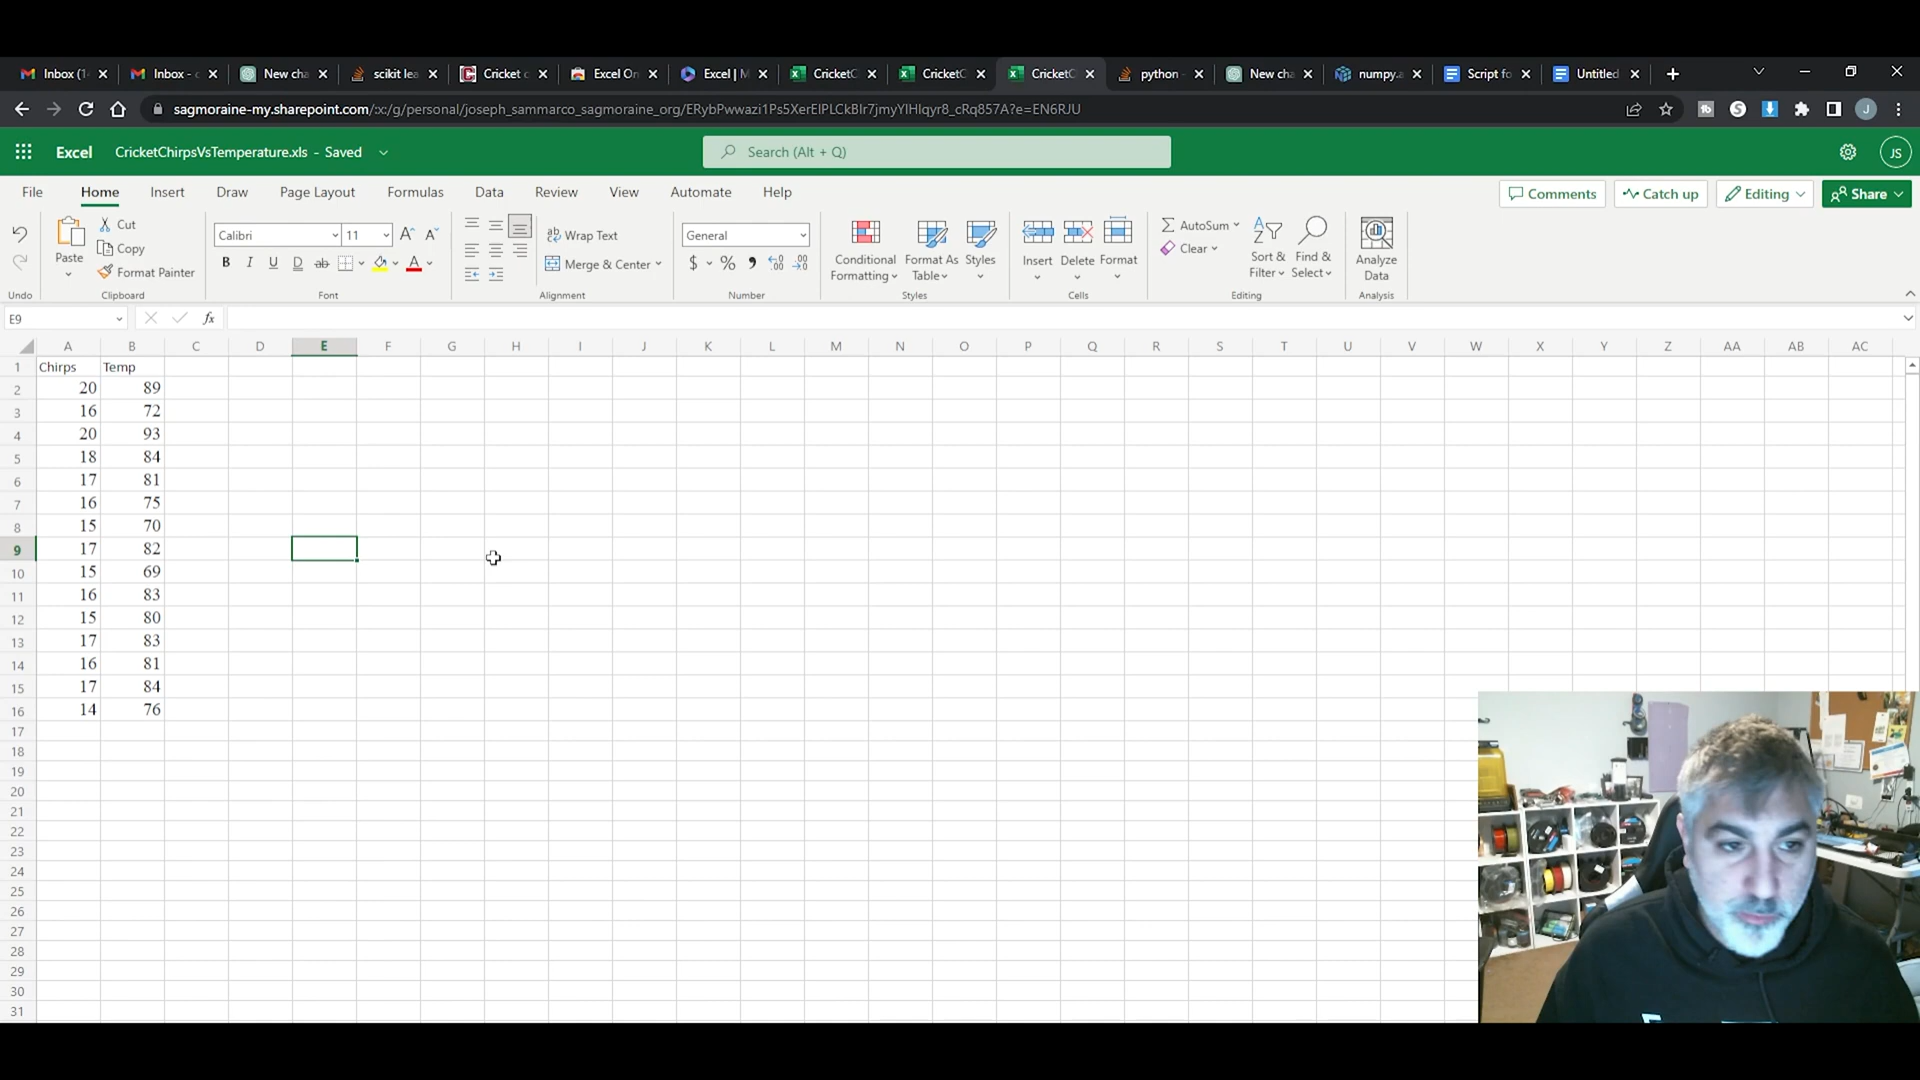 Inbox (1 Inbox - c New cha scikit lea Cricket c Excel On Excel | M CricketC CricketC CricketC python - New cha numpy.a Script fo Untitled
sagmoraine-my.sharepoint.com/:x:/g/personal/joseph_sammarco_sagmoraine_org/ERybPwwazi1Ps5XerElPLCkBIr7jmyYlHlqyr8_cRq857A?e=EN6RJU J
Excel CricketChirpsVsTemperature.xls - Saved Search (Alt + Q) JS
File Home Insert Draw Page Layout Formulas Data Review View Automate Help Comments Catch up Editing Share
Paste Cut Copy Format Painter
Calibri 11 B I U D ab A
Wrap Text Merge & Center
General $ % 9
Conditional Formatting Format As Table Styles
Insert Delete Format
AutoSum Clear Sort & Filter Find & Select
Analyze Data
Undo Clipboard Font Alignment Number Styles Cells Editing Analysis
E9 fx
A B C D E F G H I J K L M N O P Q R S T U V W X Y Z AA AB AC
1 Chirps Temp
2 20 89
3 16 72
4 20 93
5 18 84
6 17 81
7 16 75
8 15 70
9 17 82
10 15 69
11 16 83
12 15 80
13 17 83
14 16 81
15 17 84
16 14 76
17
18
19
20
21
22
23
24
25
26
27
28
29
30
31